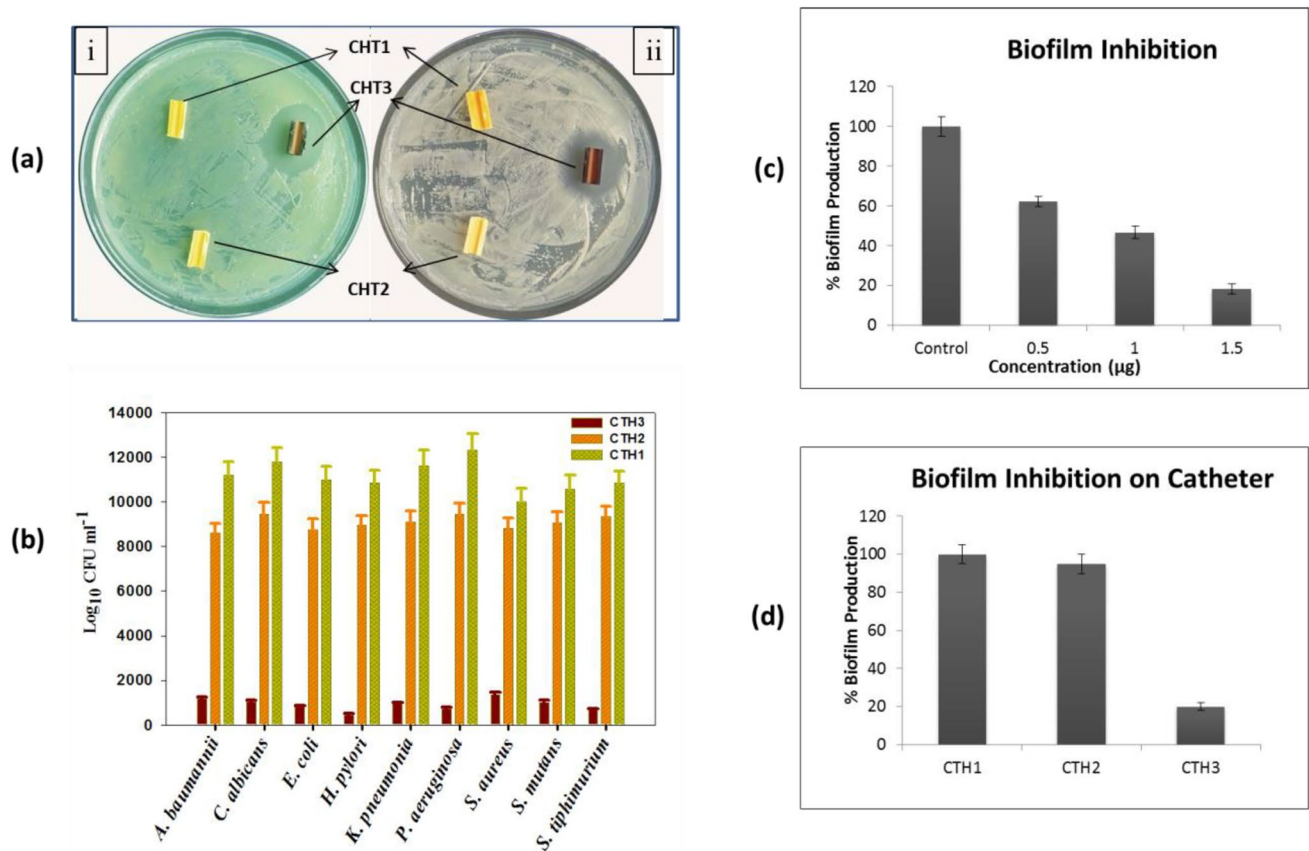 (a)
i
ii
CHT1
CHT3
CHT2
(b)
14000
12000
10000
8000
6000
4000
2000
0
Log10 CFU ml-1
CTH3
CTH2
CTH1
A. baumannii
C. albicans
E. coli
H. pylori
K. pneumonia
P. aeruginosa
S. aureus
S. mutans
S. tiphimurium
(c)
Biofilm Inhibition
120
100
80
60
40
20
0
% Biofilm Production
Control 0.5 1 1.5
Concentration (µg)
(d)
Biofilm Inhibition on Catheter
120
100
80
60
40
20
0
% Biofilm Production
CTH1 CTH2 CTH3